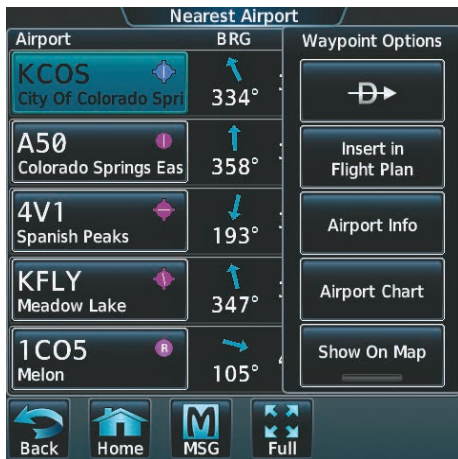 Nearest Airport
Airport
BRG
Waypoint Options
KCOS
City Of Colorado Spri
334°
A50
Colorado Springs Eas
358°
Insert in
Flight Plan
4V1
Spanish Peaks
193°
Airport Info
KFLY
Meadow Lake
347°
Airport Chart
1CO5
R
Melon
105°
Show On Map
Back
Home
M
MSG
Full